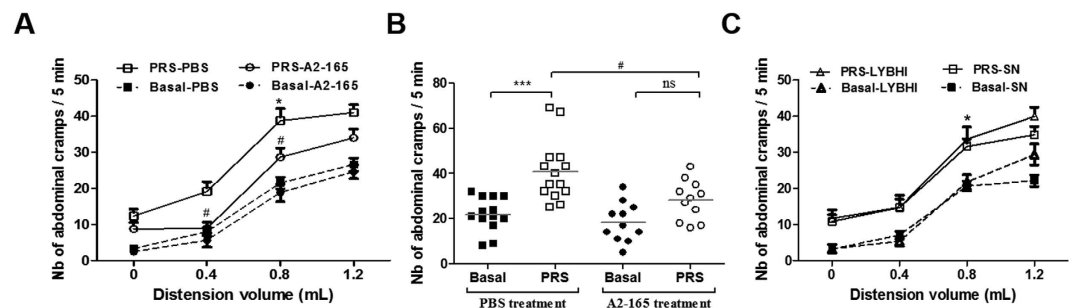 A
PRS-PBS PRS-A2-165
Basal-PBS Basal-A2-165
Nb of abdominal cramps / 5 min
50
40
30
20
10
0
*
#
#
0 0.4 0.8 1.2
Distension volume (mL)
B
Nb of abdominal cramps / 5 min
80
60
40
20
0
#
*** ns
Basal PRS Basal PRS
PBS treatment A2-165 treatment
C
PRS-LYBHI PRS-SN
Basal-LYBHI Basal-SN
Nb of abdominal cramps / 5 min
50
40
30
20
10
0
*
0 0.4 0.8 1.2
Distension volume (mL)